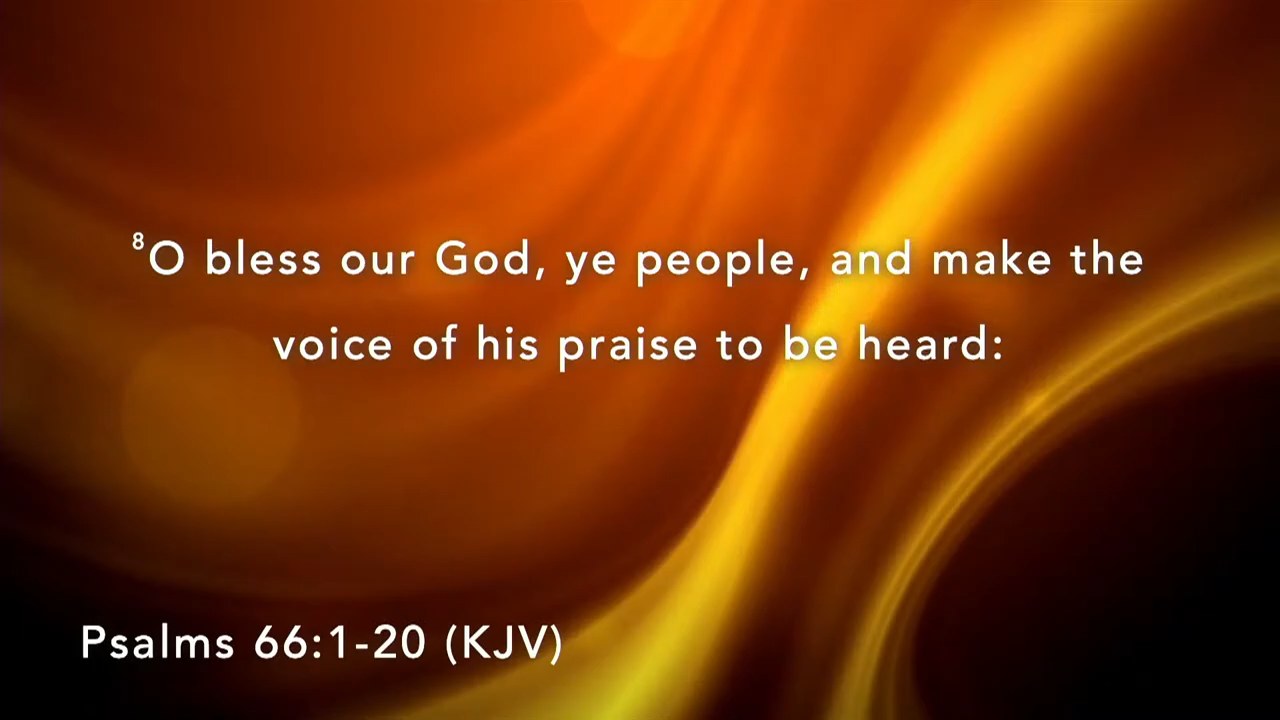 ⁸O bless our God, ye people, and make the
voice of his praise to be heard:
Psalms 66:1-20 (KJV)